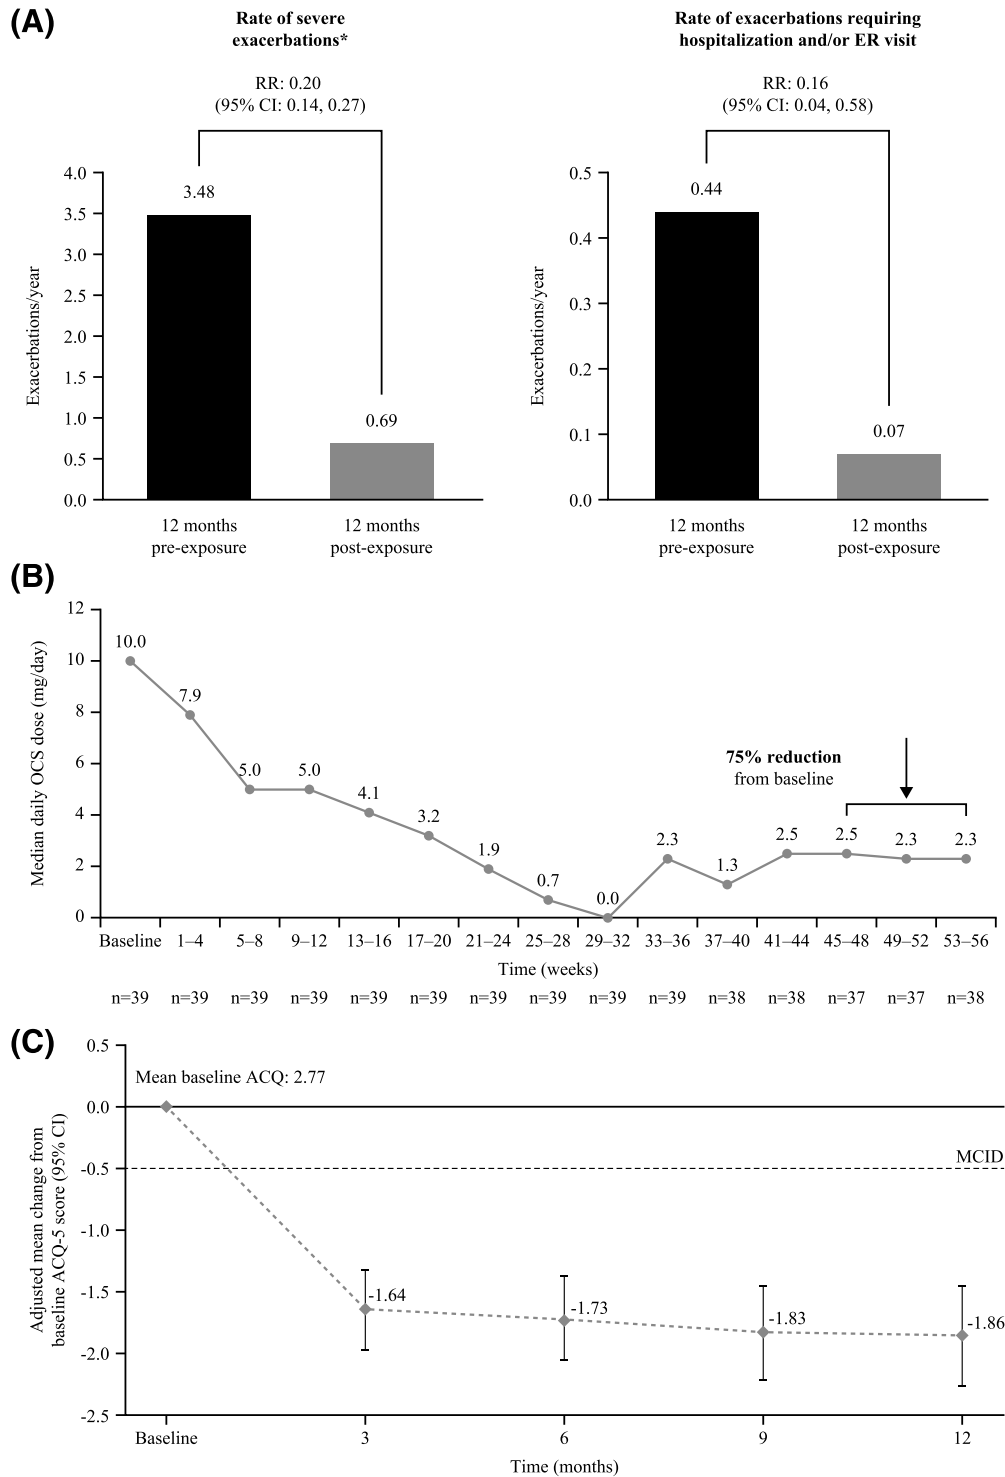 (A)
Rate of severe
exacerbations*
RR: 0.20
(95% CI: 0.14, 0.27)
Exacerbations/year
4.0
3.5
3.0
2.5
2.0
1.5
1.0
0.5
0.0
3.48
0.69
12 months
pre-exposure
12 months
post-exposure
Rate of exacerbations requiring
hospitalization and/or ER visit
RR: 0.16
(95% CI: 0.04, 0.58)
Exacerbations/year
0.5
0.4
0.3
0.2
0.1
0.0
0.44
0.07
12 months
pre-exposure
12 months
post-exposure
(B)
Median daily OCS dose (mg/day)
12
10
8
6
4
2
0
10.0
7.9
5.0
5.0
4.1
3.2
1.9
0.7
0.0
2.3
1.3
2.5
2.5
2.3
2.3
75% reduction
from baseline
Baseline 1–4 5–8 9–12 13–16 17–20 21–24 25–28 29–32 33–36 37–40 41–44 45–48 49–52 53–56
Time (weeks)
n=39 n=39 n=39 n=39 n=39 n=39 n=39 n=39 n=39 n=39 n=38 n=38 n=37 n=37 n=38
(C)
Adjusted mean change from
baseline ACQ-5 score (95% CI)
0.5
0.0
-0.5
-1.0
-1.5
-2.0
-2.5
Mean baseline ACQ: 2.77
MCID
-1.64
-1.73
-1.83
-1.86
Baseline 3 6 9 12
Time (months)